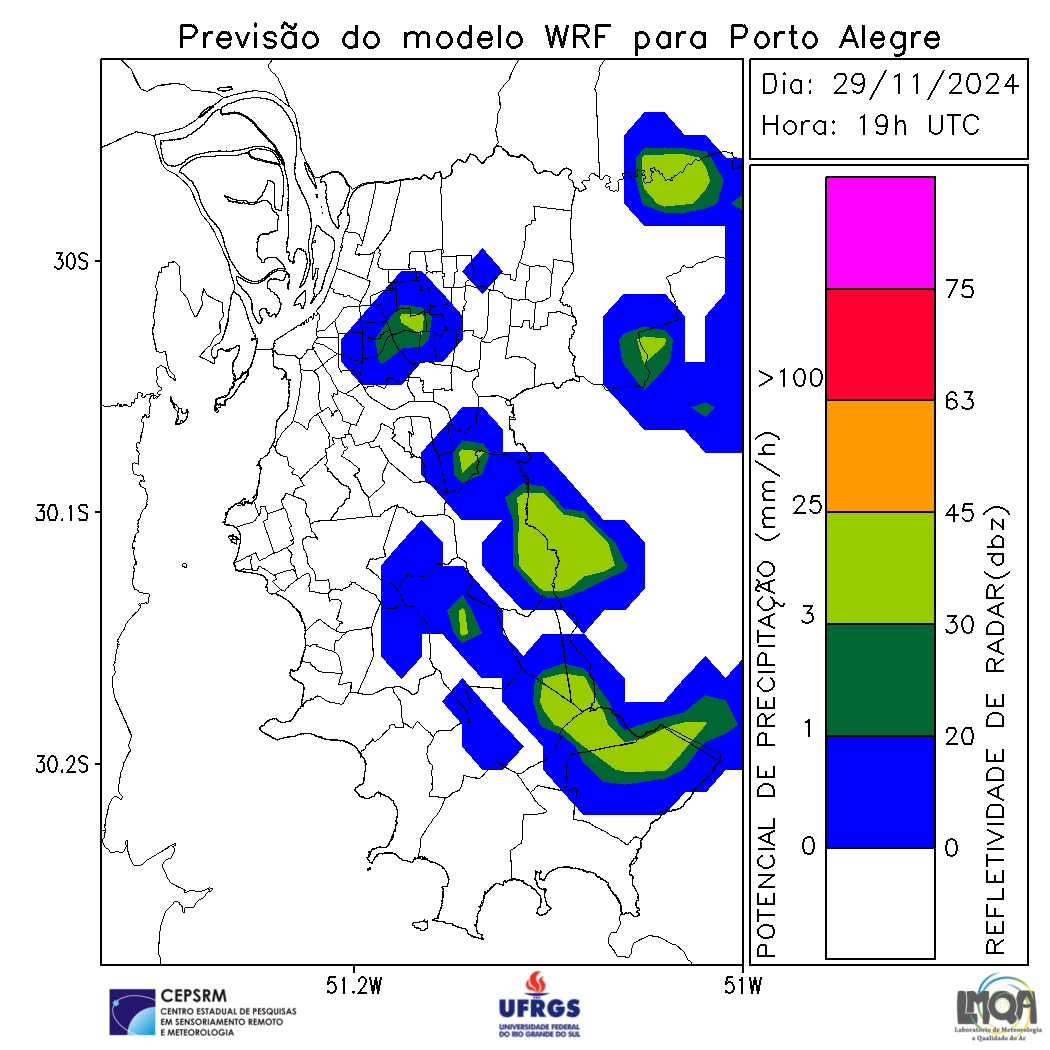 Previsão do modelo WRF para Porto Alegre
Dia: 29/11/2024
Hora: 19h UTC
30S
30.1S
30.2S
51.2W
51W
POTENCIAL DE PRECIPITAÇÃO (mm/h)
>100
25
3
1
0
75
63
45
30
20
0
REFLETIVIDADE DE RADAR(dbz)
CEPSRM
CENTRO ESTADUAL DE PESQUISAS
EM SENSORIAMENTO REMOTO
E METEOROLOGIA
UFRGS
UNIVERSIDADE FEDERAL
DO RIO GRANDE DO SUL
LMQA
Laboratório de Meteorologia
e Qualidade do Ar